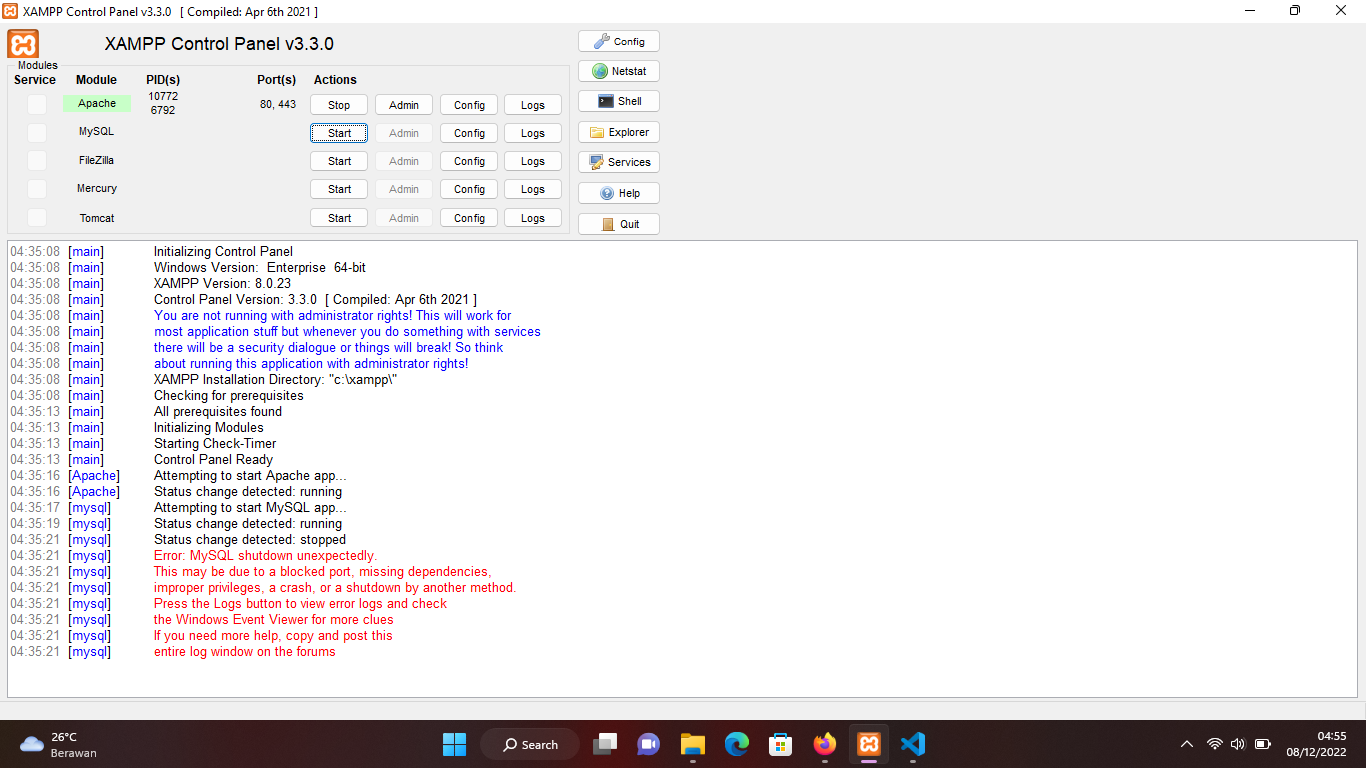 XAMPP Control Panel v3.3.0 [ Compiled: Apr 6th 2021 ]
XAMPP Control Panel v3.3.0
Config
Modules
Service Module PID(s) Port(s) Actions
Netstat
Apache 10772 6792 80, 443 Stop Admin Config Logs
Shell
MySQL Start Admin Config Logs
Explorer
FileZilla Start Admin Config Logs
Services
Mercury Start Admin Config Logs
Help
Tomcat Start Admin Config Logs
Quit
04:35:08 [main] Initializing Control Panel
04:35:08 [main] Windows Version: Enterprise 64-bit
04:35:08 [main] XAMPP Version: 8.0.23
04:35:08 [main] Control Panel Version: 3.3.0 [ Compiled: Apr 6th 2021 ]
04:35:08 [main] You are not running with administrator rights! This will work for
04:35:08 [main] most application stuff but whenever you do something with services
04:35:08 [main] there will be a security dialogue or things will break! So think
04:35:08 [main] about running this application with administrator rights!
04:35:08 [main] XAMPP Installation Directory: "c:\xampp\"
04:35:08 [main] Checking for prerequisites
04:35:13 [main] All prerequisites found
04:35:13 [main] Initializing Modules
04:35:13 [main] Starting Check-Timer
04:35:13 [main] Control Panel Ready
04:35:16 [Apache] Attempting to start Apache app...
04:35:16 [Apache] Status change detected: running
04:35:17 [mysql] Attempting to start MySQL app...
04:35:19 [mysql] Status change detected: running
04:35:21 [mysql] Status change detected: stopped
04:35:21 [mysql] Error: MySQL shutdown unexpectedly.
04:35:21 [mysql] This may be due to a blocked port, missing dependencies,
04:35:21 [mysql] improper privileges, a crash, or a shutdown by another method.
04:35:21 [mysql] Press the Logs button to view error logs and check
04:35:21 [mysql] the Windows Event Viewer for more clues
04:35:21 [mysql] If you need more help, copy and post this
04:35:21 [mysql] entire log window on the forums
26°C
Berawan
Search
04:55
08/12/2022